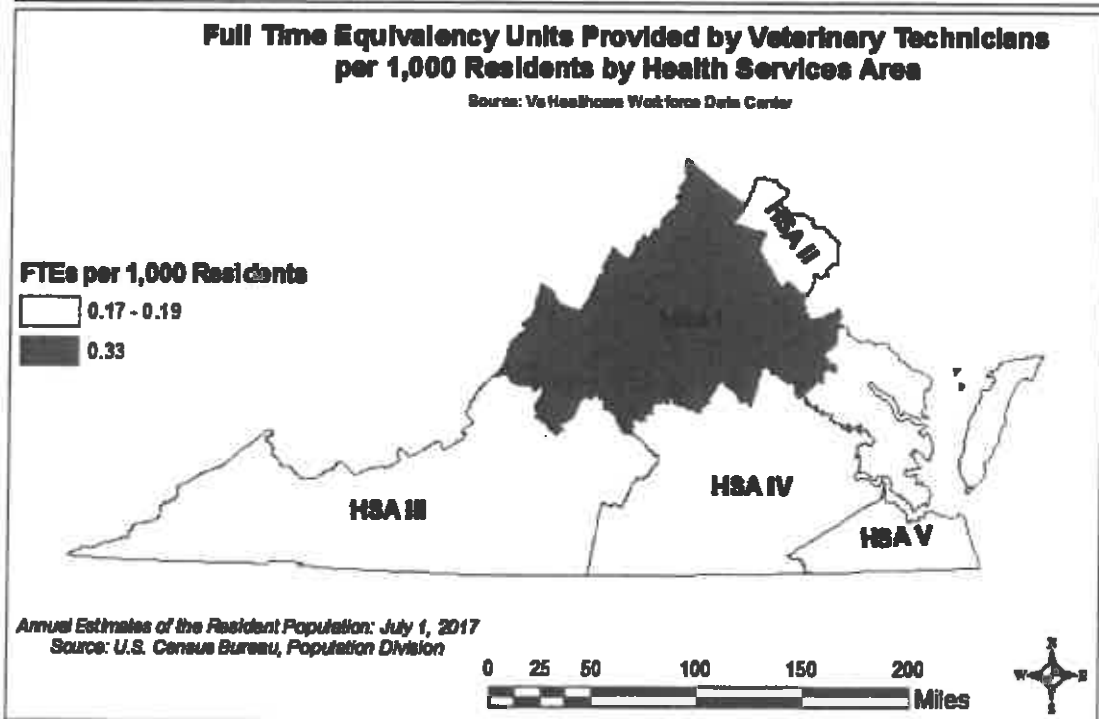 Full Time Equivalency Units Provided by Veterinary Technicians
per 1,000 Residents by Health Services Area
Source: Va Healthcare Workforce Data Center
HSA II
FTEs per 1,000 Residents
0.17 - 0.19
0.33
HSA I
HSA III
HSA IV
HSA V
Annual Estimates of the Resident Population: July 1, 2017
Source: U.S. Census Bureau, Population Division
0 25 50 100 150 200
Miles
N
W E
S